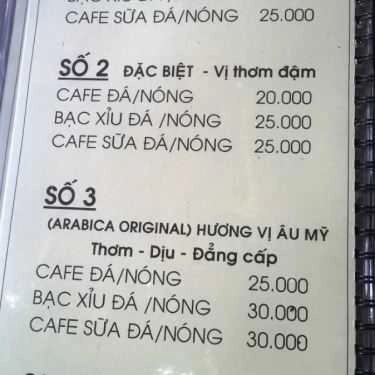 CAFE SỮA ĐÁ/NÓNG 25.000
SỐ 2 ĐẶC BIỆT - Vị thơm đậm
CAFE ĐÁ/NÓNG 20.000
BẠC XỈU ĐÁ/NÓNG 25.000
CAFE SỮA ĐÁ/NÓNG 25.000
SỐ 3
(ARABICA ORIGINAL) HƯƠNG VỊ ÂU MỸ
Thơm - Dịu - Đẳng cấp
CAFE ĐÁ/NÓNG 25.000
BẠC XỈU ĐÁ /NÓNG 30.000
CAFE SỮA ĐÁ/NÓNG 30.000